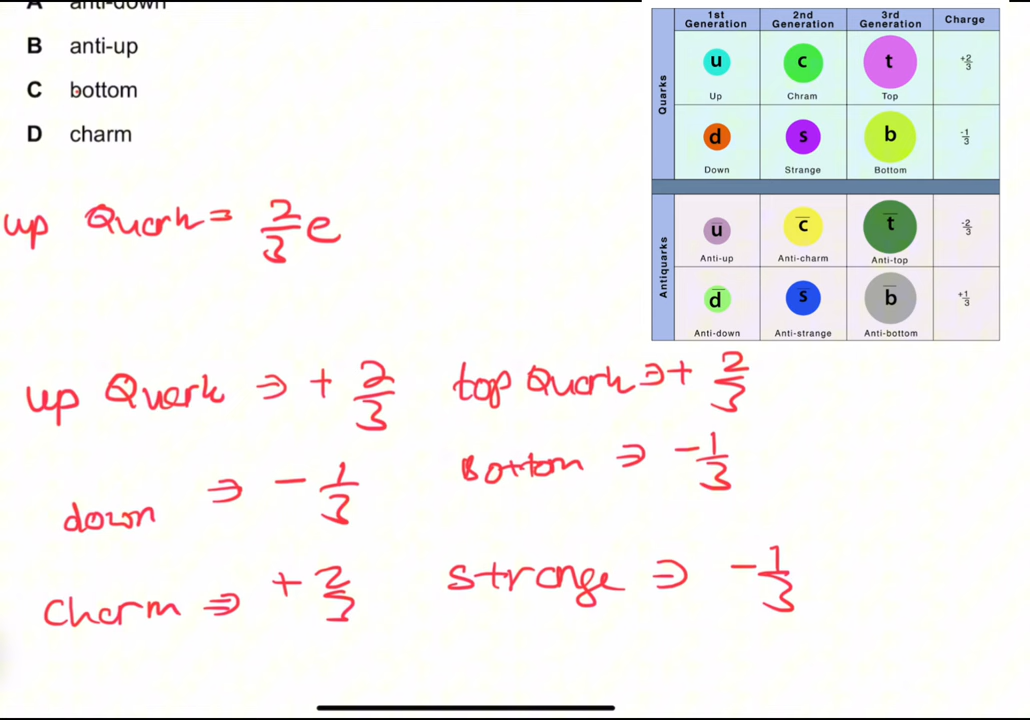 A anti-down
B anti-up
C bottom
D charm
1st Generation 2nd Generation 3rd Generation Charge
Quarks
u c t +2/3
Up Chram Top
d s b -1/3
Down Strange Bottom
Antiquarks
u̅ c̅ t̅ -2/3
Anti-up Anti-charm Anti-top
d̅ s̅ b̅ +1/3
Anti-down Anti-strange Anti-bottom
up Quark = 2/3 e
up Quark ⇒ + 2/3 top Quark ⇒ + 2/3
down ⇒ - 1/3 Bottom ⇒ - 1/3
Charm ⇒ + 2/3 strange ⇒ - 1/3